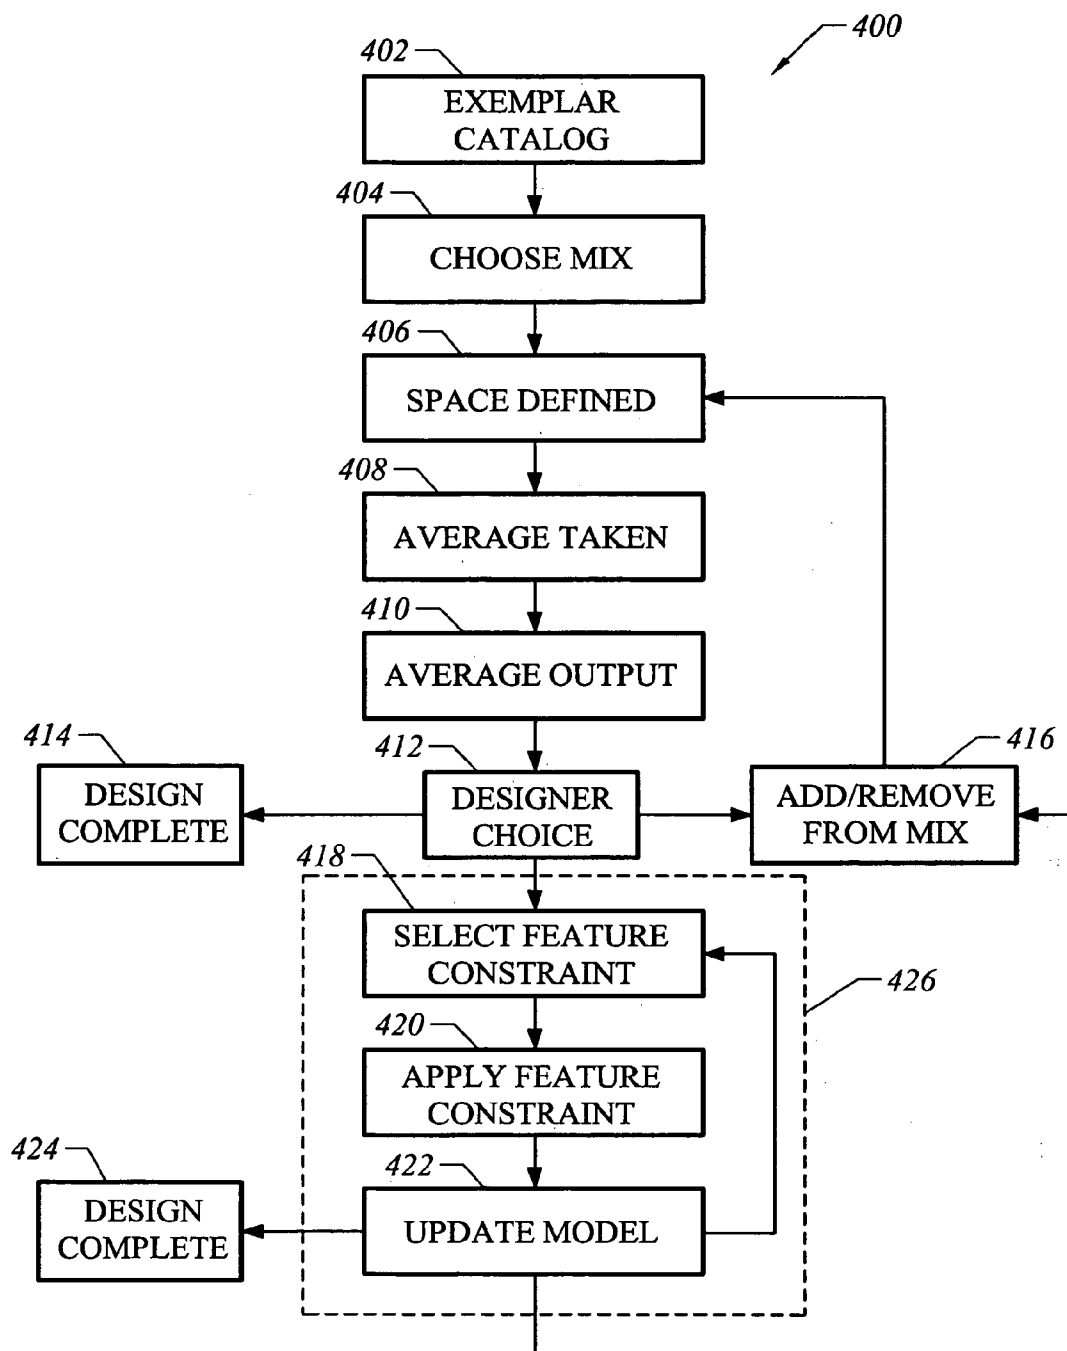 400
402
EXEMPLAR
CATALOG
404
CHOOSE MIX
406
SPACE DEFINED
408
AVERAGE TAKEN
410
AVERAGE OUTPUT
414
DESIGN
COMPLETE
412
DESIGNER
CHOICE
416
ADD/REMOVE
FROM MIX
418
SELECT FEATURE
CONSTRAINT
426
420
APPLY FEATURE
CONSTRAINT
424
DESIGN
COMPLETE
422
UPDATE MODEL